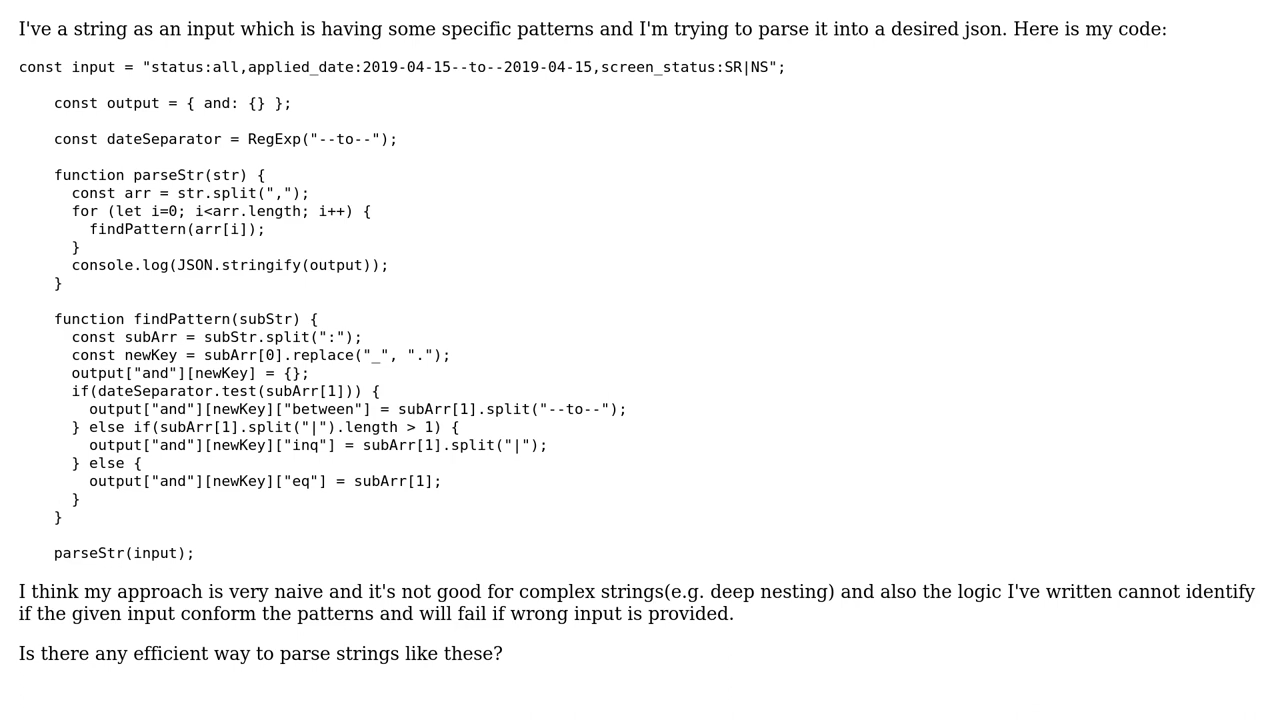 I've a string as an input which is having some specific patterns and I'm trying to parse it into a desired json. Here is my code:
const input = "status:all,applied_date:2019-04-15--to--2019-04-15,screen_status:SR|NS";
    const output = { and: {} };
    const dateSeparator = RegExp("--to--");
    function parseStr(str) {
      const arr = str.split(",");
      for (let i=0; i<arr.length; i++) {
        findPattern(arr[i]);
      }
      console.log(JSON.stringify(output));
    }
    function findPattern(subStr) {
      const subArr = subStr.split(":");
      const newKey = subArr[0].replace("_", ".");
      output["and"][newKey] = {};
      if(dateSeparator.test(subArr[1])) {
        output["and"][newKey]["between"] = subArr[1].split("--to--");
      } else if(subArr[1].split("|").length > 1) {
        output["and"][newKey]["inq"] = subArr[1].split("|");
      } else {
        output["and"][newKey]["eq"] = subArr[1];
      }
    }
    parseStr(input);
I think my approach is very naive and it's not good for complex strings(e.g. deep nesting) and also the logic I've written cannot identify
if the given input conform the patterns and will fail if wrong input is provided.
Is there any efficient way to parse strings like these?